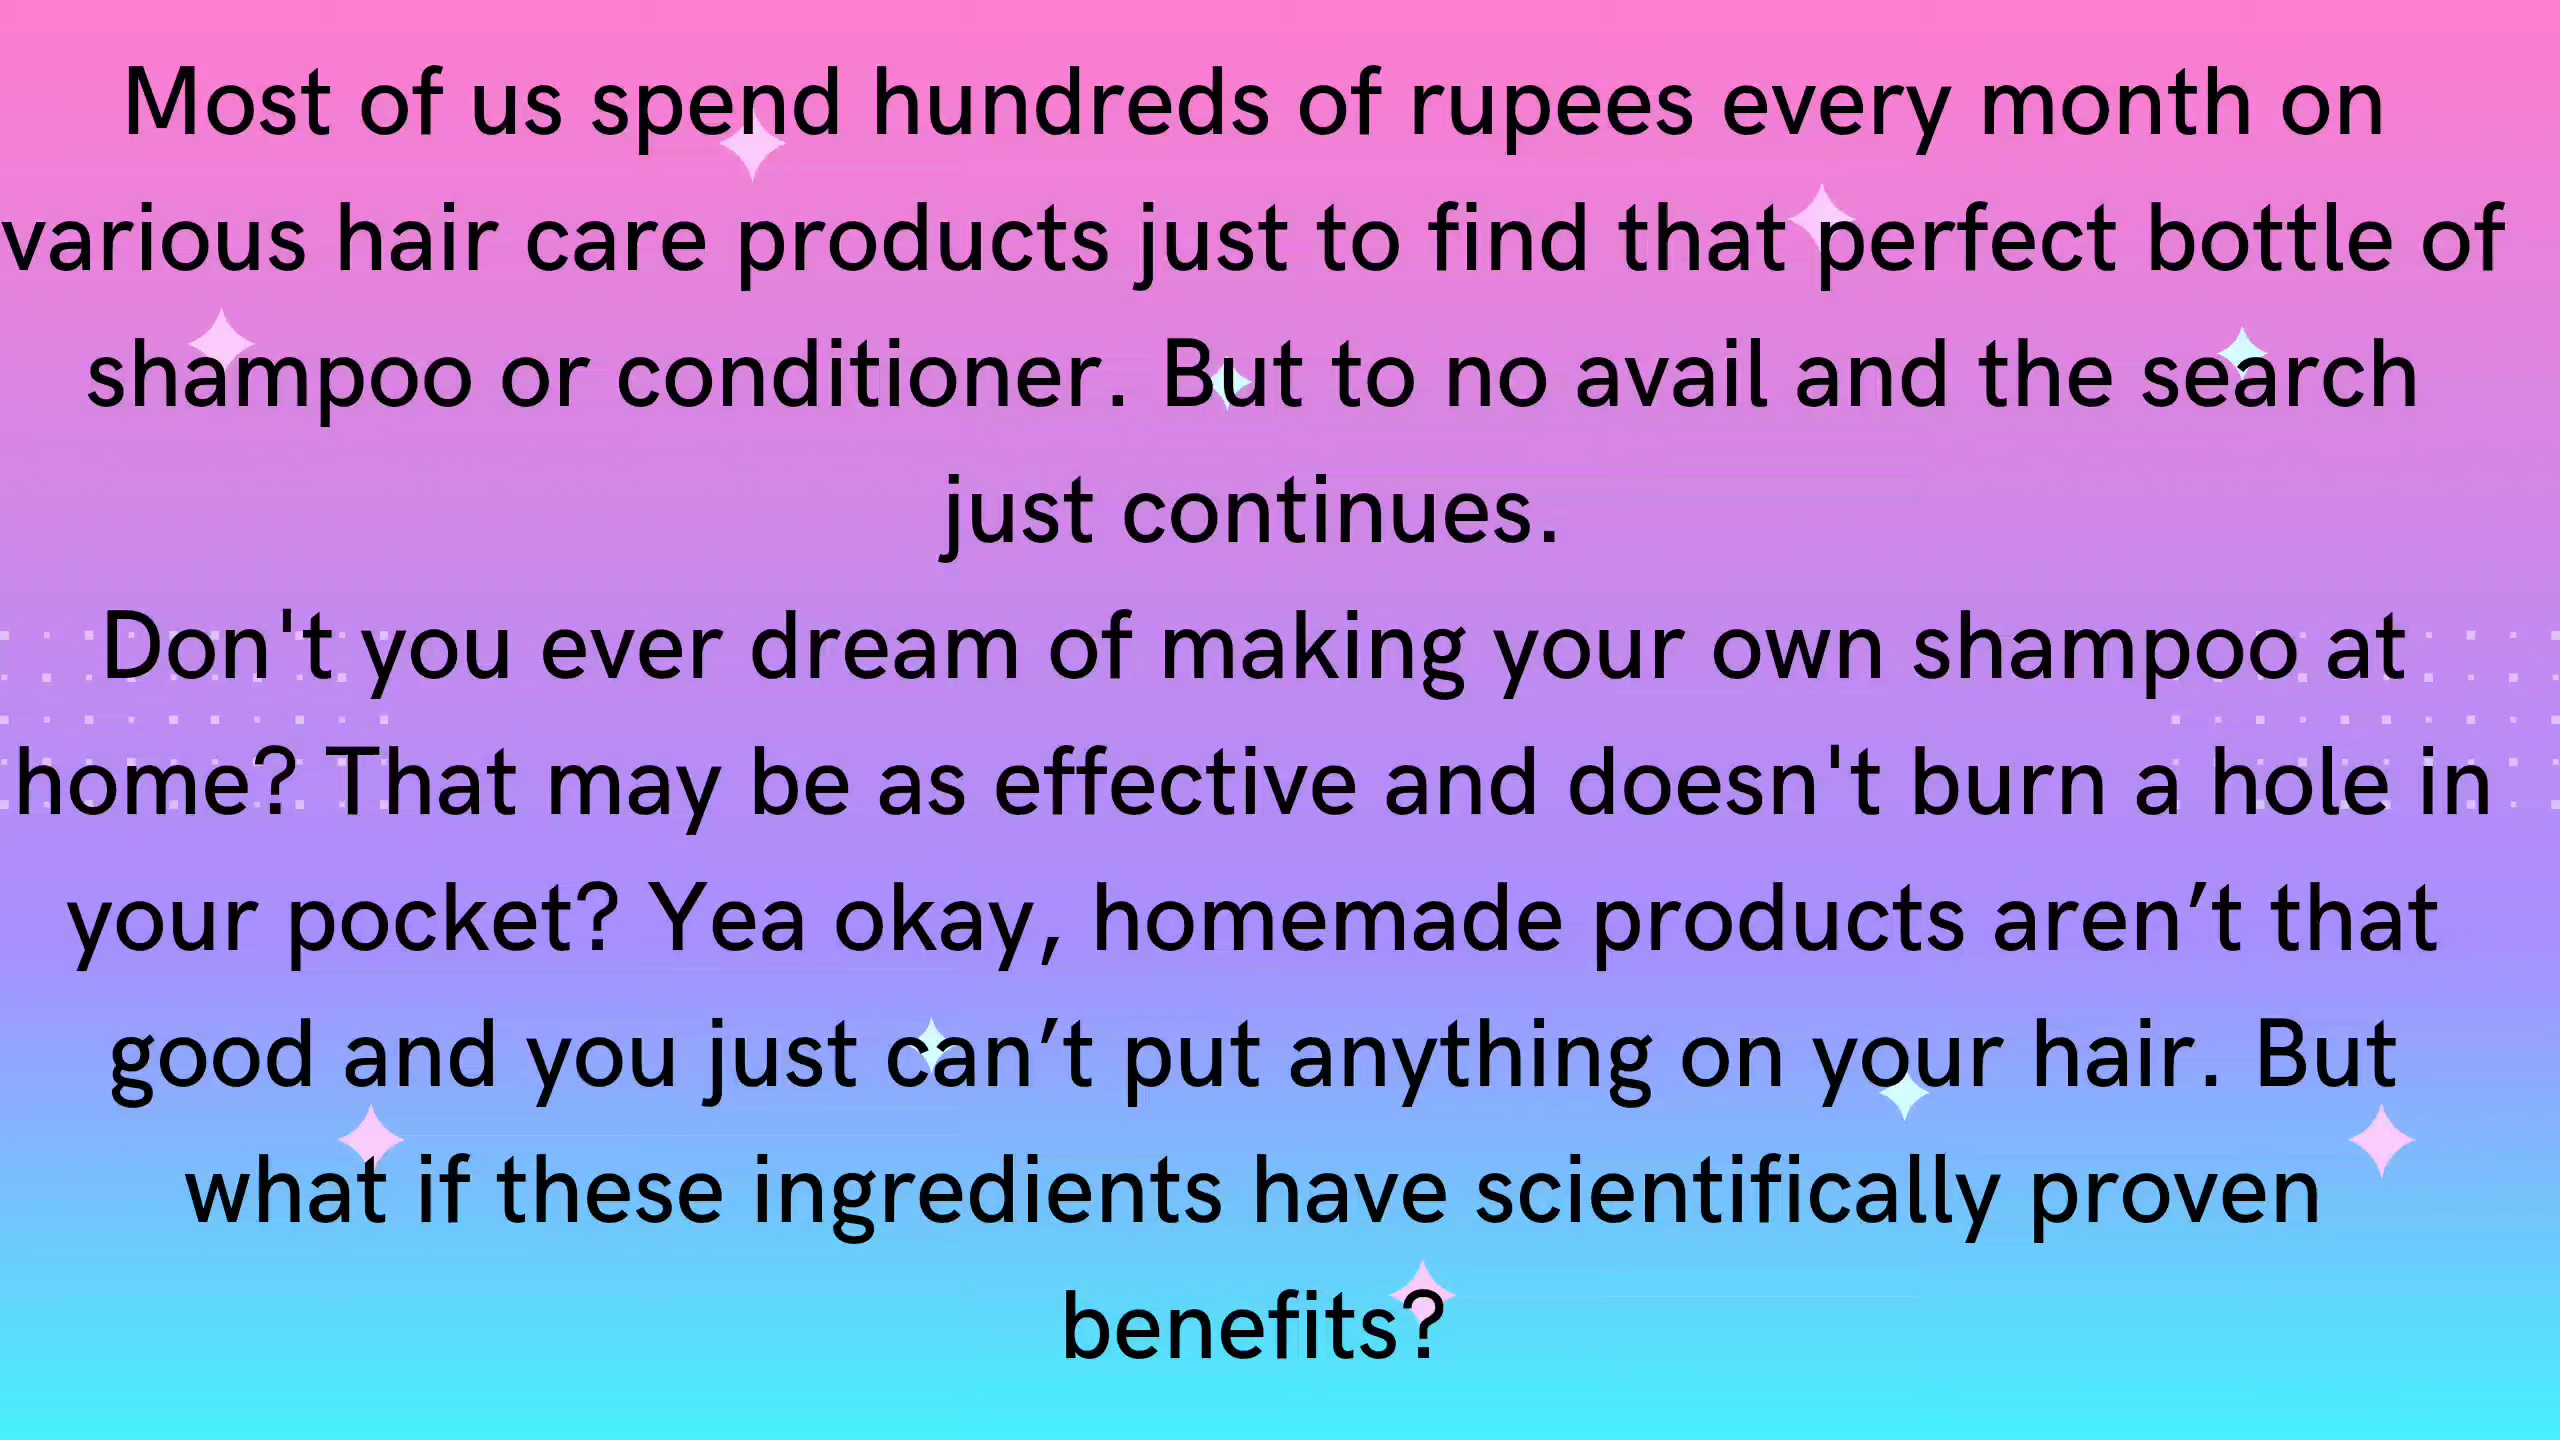 Most of us spend hundreds of rupees every month on
various hair care products just to find that perfect bottle of
shampoo or conditioner. But to no avail and the search
just continues.
Don't you ever dream of making your own shampoo at
home? That may be as effective and doesn't burn a hole in
your pocket? Yea okay, homemade products aren’t that
good and you just can’t put anything on your hair. But
what if these ingredients have scientifically proven
benefits?